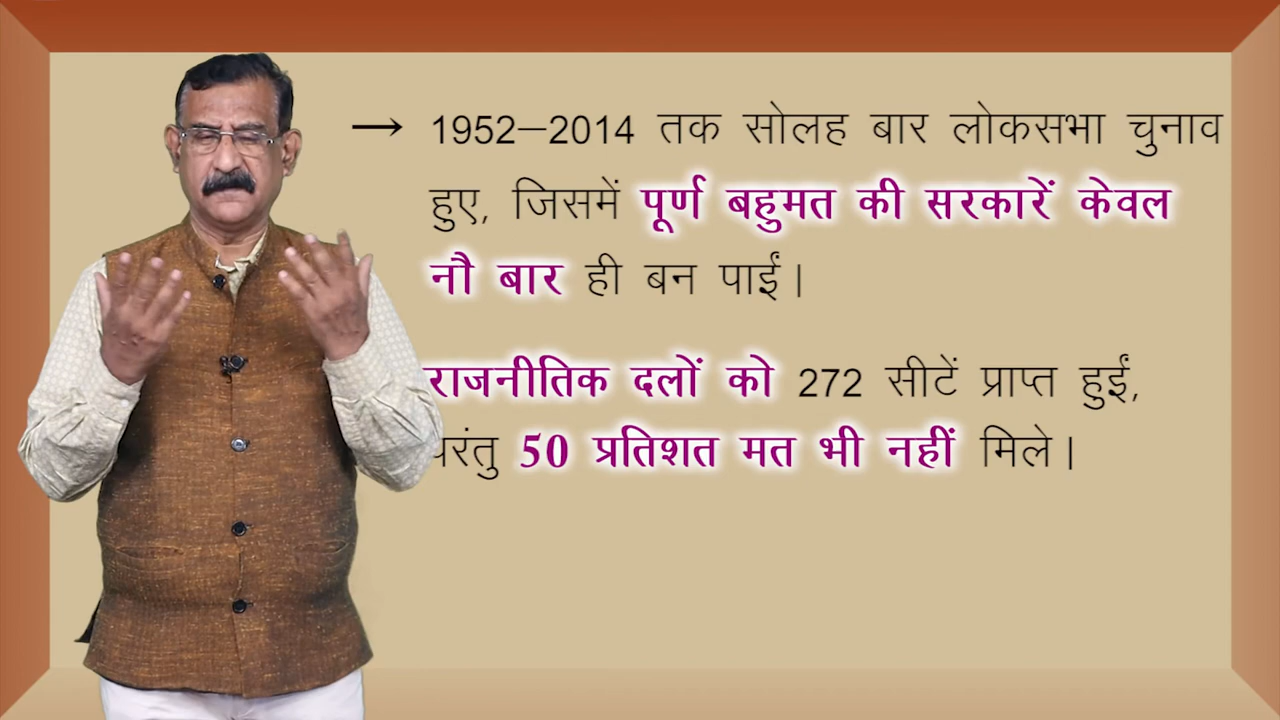 → 1952–2014 तक सोलह बार लोकसभा चुनाव
हुए, जिसमें पूर्ण बहुमत की सरकारें केवल
नौ बार ही बन पाईं।
राजनीतिक दलों को 272 सीटें प्राप्त हुईं,
परंतु 50 प्रतिशत मत भी नहीं मिले।